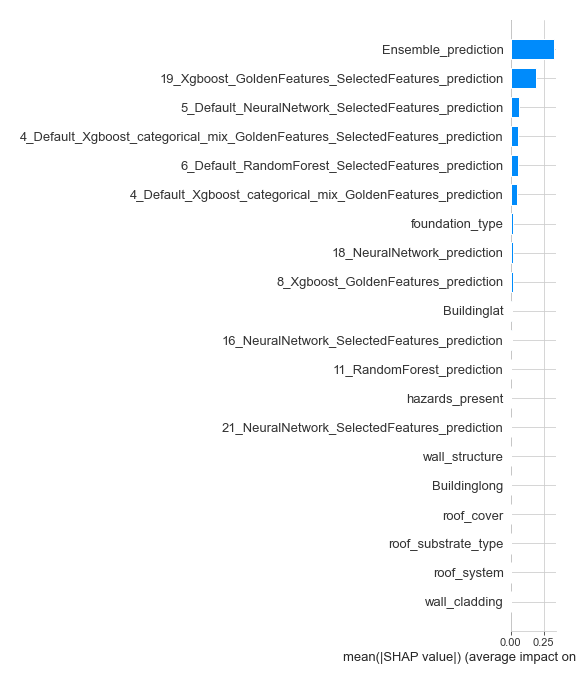 Ensemble_prediction
19_Xgboost_GoldenFeatures_SelectedFeatures_prediction
5_Default_NeuralNetwork_SelectedFeatures_prediction
4_Default_Xgboost_categorical_mix_GoldenFeatures_SelectedFeatures_prediction
6_Default_RandomForest_SelectedFeatures_prediction
4_Default_Xgboost_categorical_mix_GoldenFeatures_prediction
foundation_type
18_NeuralNetwork_prediction
8_Xgboost_GoldenFeatures_prediction
Buildinglat
16_NeuralNetwork_SelectedFeatures_prediction
11_RandomForest_prediction
hazards_present
21_NeuralNetwork_SelectedFeatures_prediction
wall_structure
Buildinglong
roof_cover
roof_substrate_type
roof_system
wall_cladding
0.00 0.25
mean(|SHAP value|) (average impact on